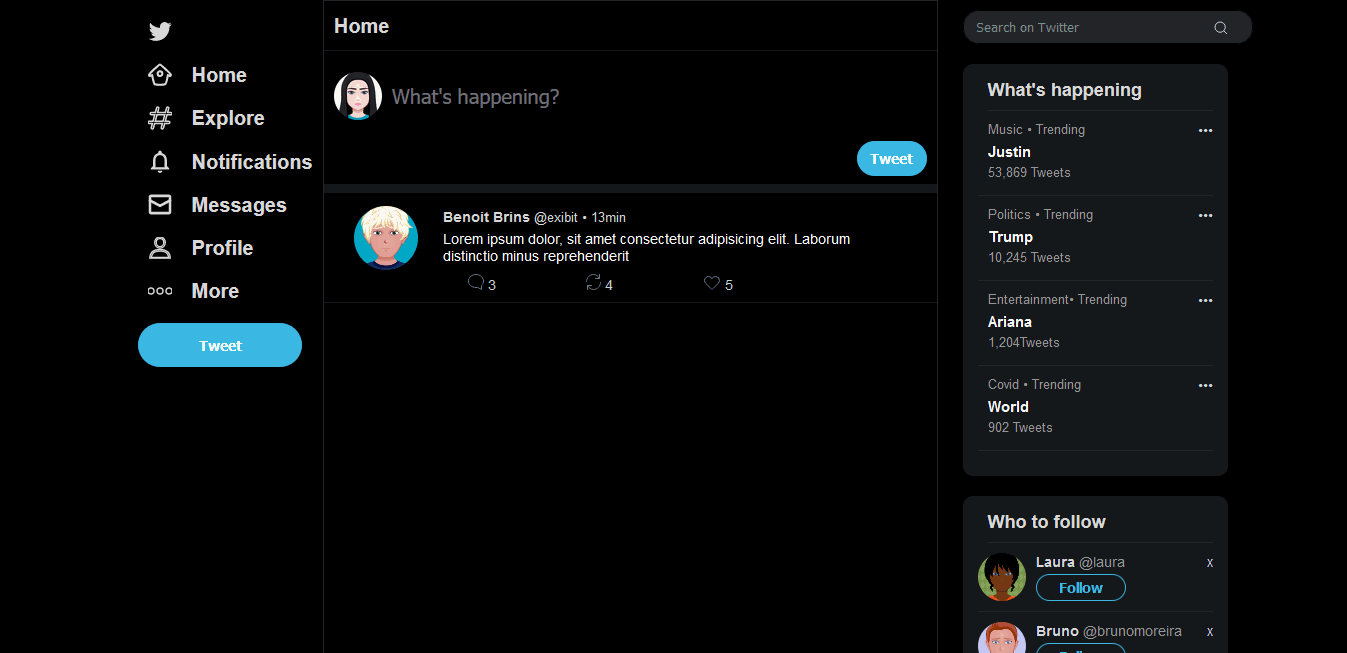 Home
Explore
Notifications
Messages
Profile
More
Tweet
Home
What's happening?
Tweet
Benoit Brins @exibit • 13min
Lorem ipsum dolor, sit amet consectetur adipisicing elit. Laborum
distinctio minus reprehenderit
3 4 5
Search on Twitter
What's happening
Music • Trending
Justin
53,869 Tweets
Politics • Trending
Trump
10,245 Tweets
Entertainment• Trending
Ariana
1,204Tweets
Covid • Trending
World
902 Tweets
Who to follow
Laura @laura x
Follow
Bruno @brunomoreira x